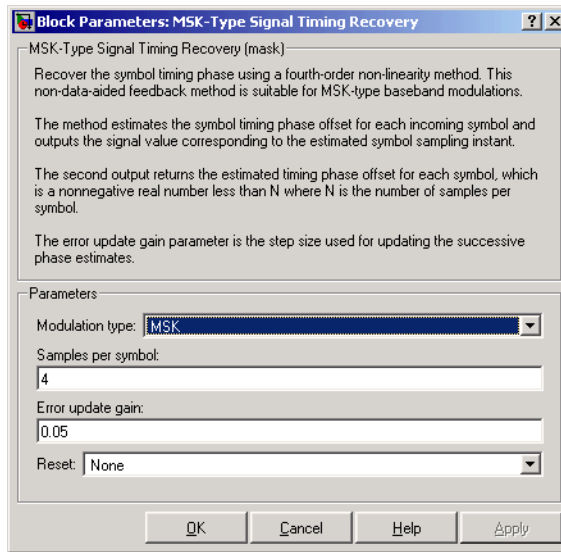 Block Parameters: MSK-Type Signal Timing Recovery
MSK-Type Signal Timing Recovery (mask)
Recover the symbol timing phase using a fourth-order non-linearity method. This
non-data-aided feedback method is suitable for MSK-type baseband modulations.
The method estimates the symbol timing phase offset for each incoming symbol and
outputs the signal value corresponding to the estimated symbol sampling instant.
The second output returns the estimated timing phase offset for each symbol, which
is a nonnegative real number less than N where N is the number of samples per
symbol.
The error update gain parameter is the step size used for updating the successive
phase estimates.
Parameters
Modulation type: MSK
Samples per symbol:
4
Error update gain:
0.05
Reset: None
OK Cancel Help Apply